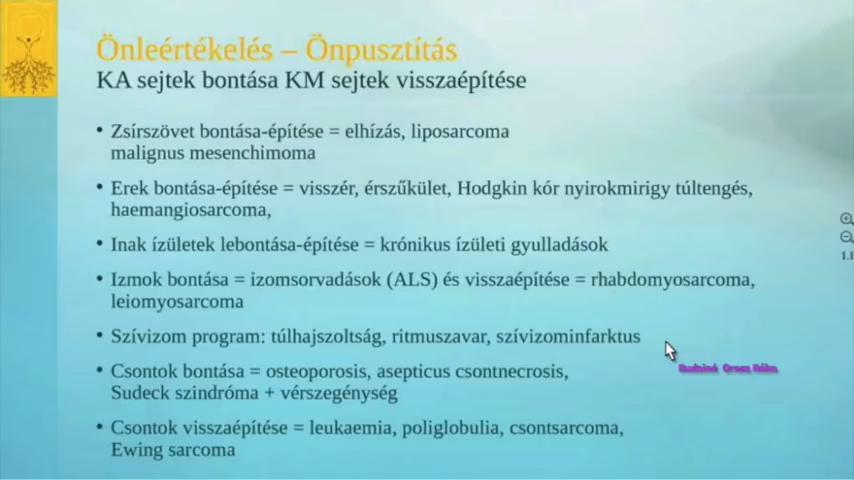 Önleértékelés – Önpusztítás
KA sejtek bontása KM sejtek visszaépítése
• Zsírszövet bontása-építése = elhízás, liposarcoma
malignus mesenchimoma
• Erek bontása-építése = visszér, érszűkület, Hodgkin kór nyirokmirigy túltengés,
haemangiosarcoma,
• Inak ízületek lebontása-építése = krónikus ízületi gyulladások
• Izmok bontása = izomsorvadások (ALS) és visszaépítése = rhabdomyosarcoma,
leiomyosarcoma
• Szívizom program: túlhajszoltság, ritmuszavar, szívizominfarktus
• Csontok bontása = osteoporosis, asepticus csontnecrosis,
Sudeck szindróma + vérszegénység
• Csontok visszaépítése = leukaemia, poliglobulia, csontsarcoma,
Ewing sarcoma